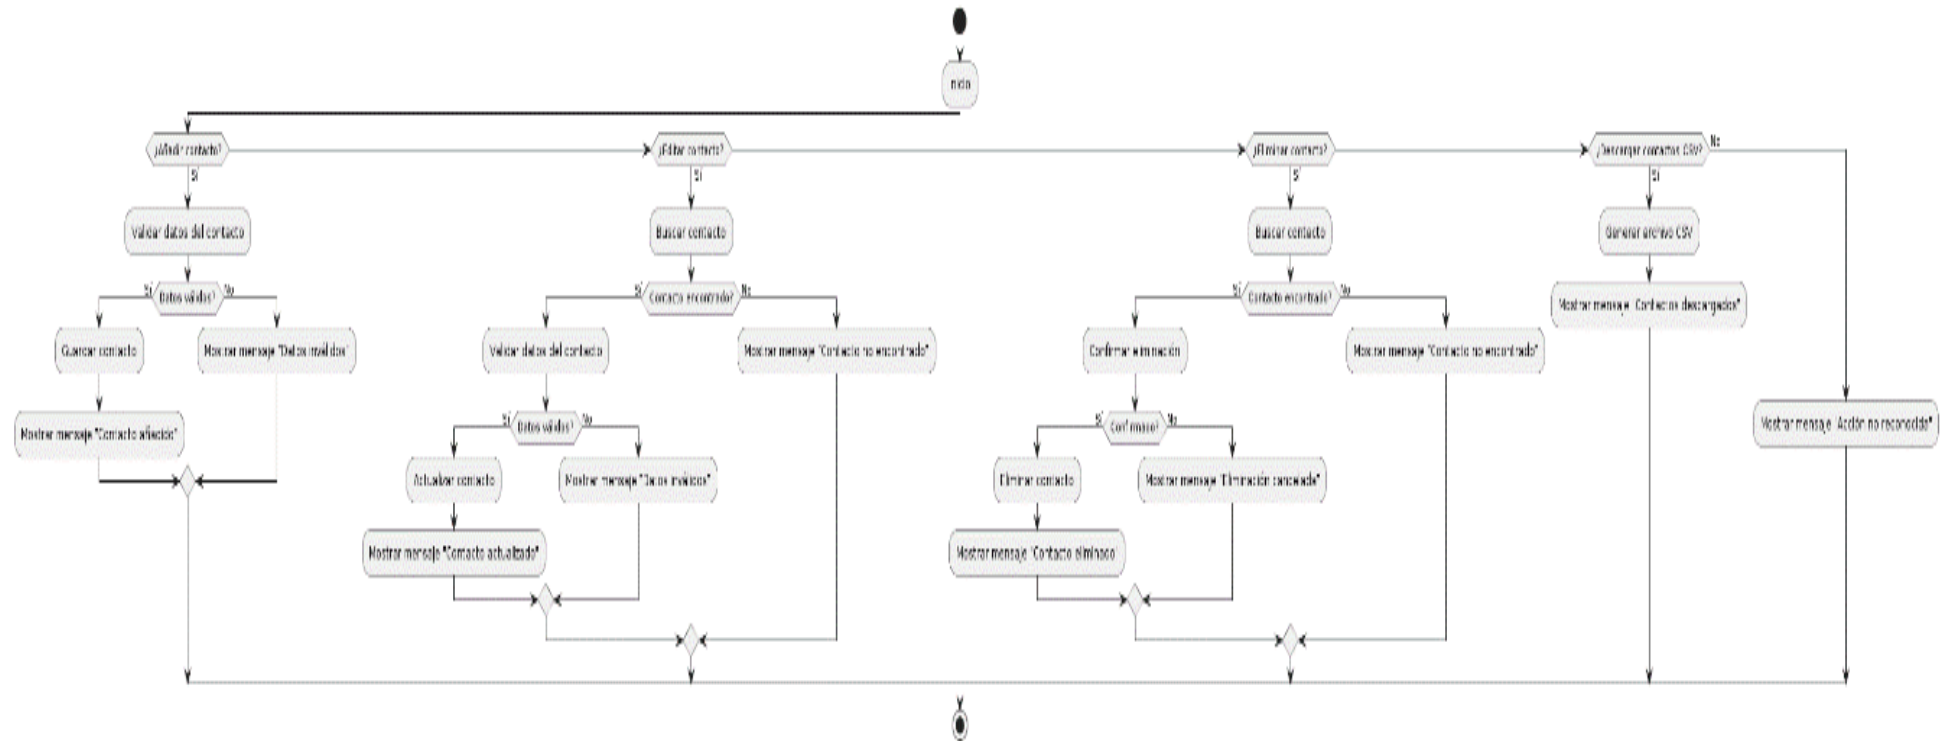 Inicio
¿Añadir contacto?
¿Editar contacto?
¿Eliminar contacto?
¿Descargar contactos CSV?
No
Sí
Sí
Sí
Sí
Validar datos del contacto
Buscar contacto
Buscar contacto
Generar archivo CSV
Sí
Datos válidos?
No
Sí
Contacto encontrado?
No
Sí
Contacto encontrado?
No
Mostrar mensaje "Contactos descargados"
Guardar contacto
Mostrar mensaje "Datos inválidos"
Validar datos del contacto
Mostrar mensaje "Contacto no encontrado"
Confirmar eliminación
Mostrar mensaje "Contacto no encontrado"
Mostrar mensaje "Contacto añadido"
Sí
Datos válidos?
No
Sí
Confirmado?
No
Mostrar mensaje "Acción no reconocida"
Actualizar contacto
Mostrar mensaje "Datos inválidos"
Eliminar contacto
Mostrar mensaje "Eliminación cancelada"
Mostrar mensaje "Contacto actualizado"
Mostrar mensaje "Contacto eliminado"